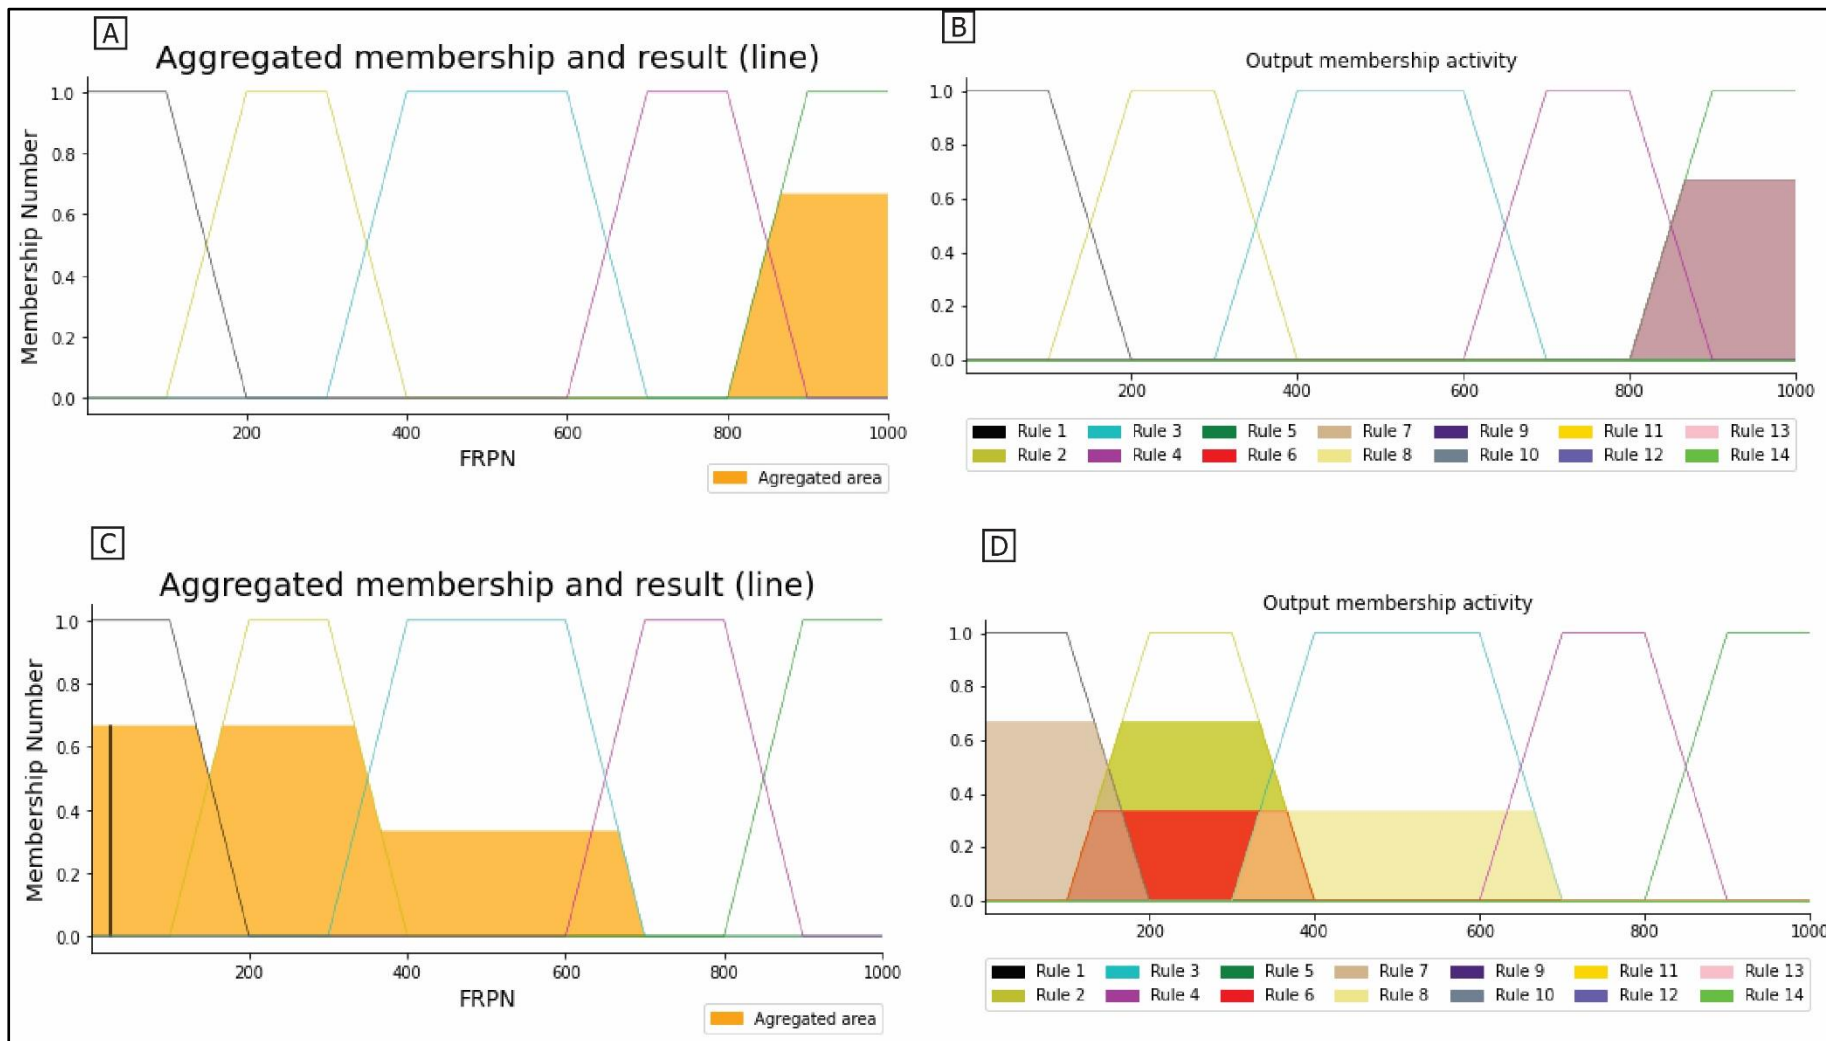 A
Aggregated membership and result (line)
1.0
0.8
0.6
0.4
0.2
0.0
Membership Number
200 400 600 800 1000
FRPN
Agregated area
B
Output membership activity
1.0
0.8
0.6
0.4
0.2
0.0
200 400 600 800 1000
Rule 1 Rule 3 Rule 5 Rule 7 Rule 9 Rule 11 Rule 13
Rule 2 Rule 4 Rule 6 Rule 8 Rule 10 Rule 12 Rule 14
C
Aggregated membership and result (line)
1.0
0.8
0.6
0.4
0.2
0.0
Membership Number
200 400 600 800 1000
FRPN
Agregated area
D
Output membership activity
1.0
0.8
0.6
0.4
0.2
0.0
200 400 600 800 1000
Rule 1 Rule 3 Rule 5 Rule 7 Rule 9 Rule 11 Rule 13
Rule 2 Rule 4 Rule 6 Rule 8 Rule 10 Rule 12 Rule 14